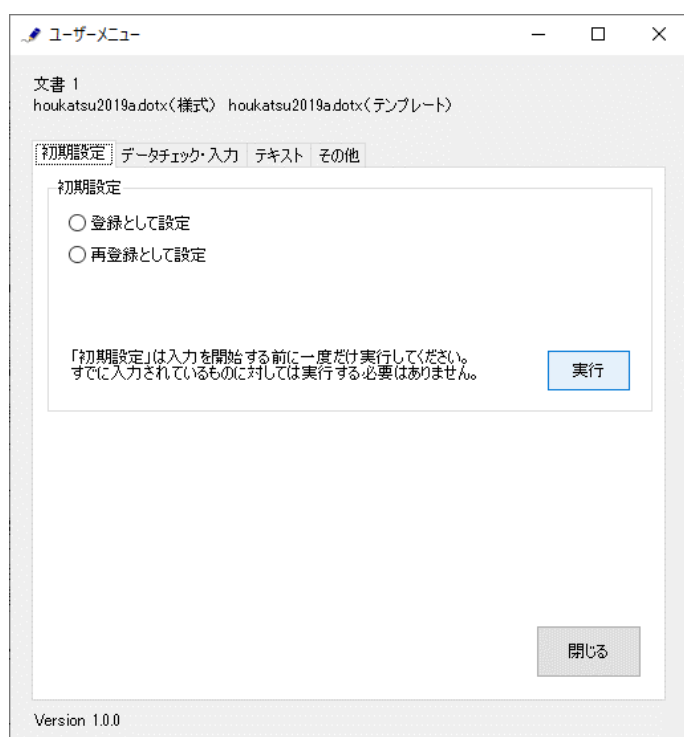 ユーザーメニュー
文書 1
houkatsu2019a.dotx(様式) houkatsu2019a.dotx(テンプレート)
初期設定 データチェック・入力 テキスト その他
初期設定
登録として設定
再登録として設定
「初期設定」は入力を開始する前に一度だけ実行してください。
すでに入力されているものに対しては実行する必要はありません。
実行
閉じる
Version 1.0.0